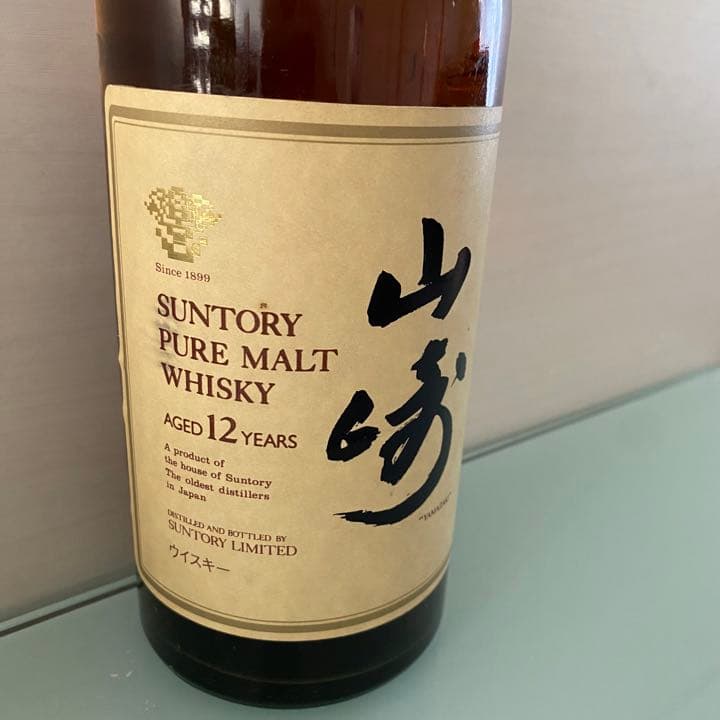 Since 1899
SUNTORY
PURE MALT
WHISKY
AGED 12 YEARS
A product of
the house of Suntory
The oldest distillers
in Japan
DISTILLED AND BOTTLED BY
SUNTORY LIMITED
ウイスキー
山崎
"YAMAZAKI"